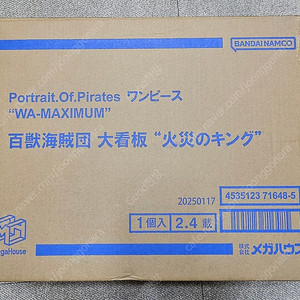 BANDAI NAMCO
Portrait.Of.Pirates ワンピース
“WA-MAXIMUM”
百獣海賊団 大看板 “火災のキング”
20250117
4535123 71648-5
1個入
2.4 載
MegaHouse
株式会社 メガハウス